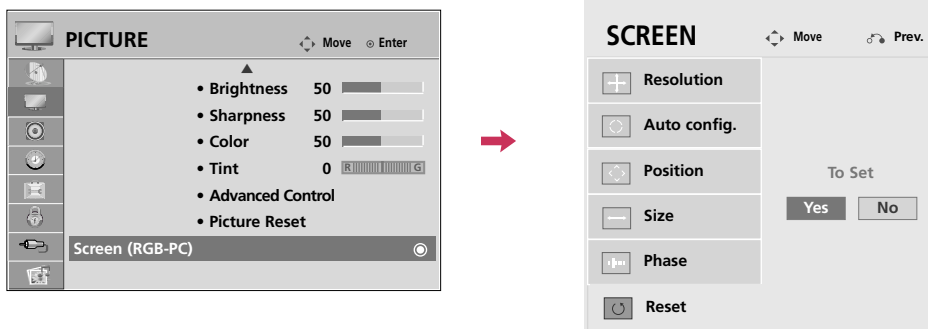 PICTURE Move Enter
• Brightness 50
• Sharpness 50
• Color 50
• Tint 0 R G
• Advanced Control
• Picture Reset
Screen (RGB-PC)
SCREEN Move Prev.
Resolution
Auto config.
Position
Size
Phase
Reset
To Set
Yes No